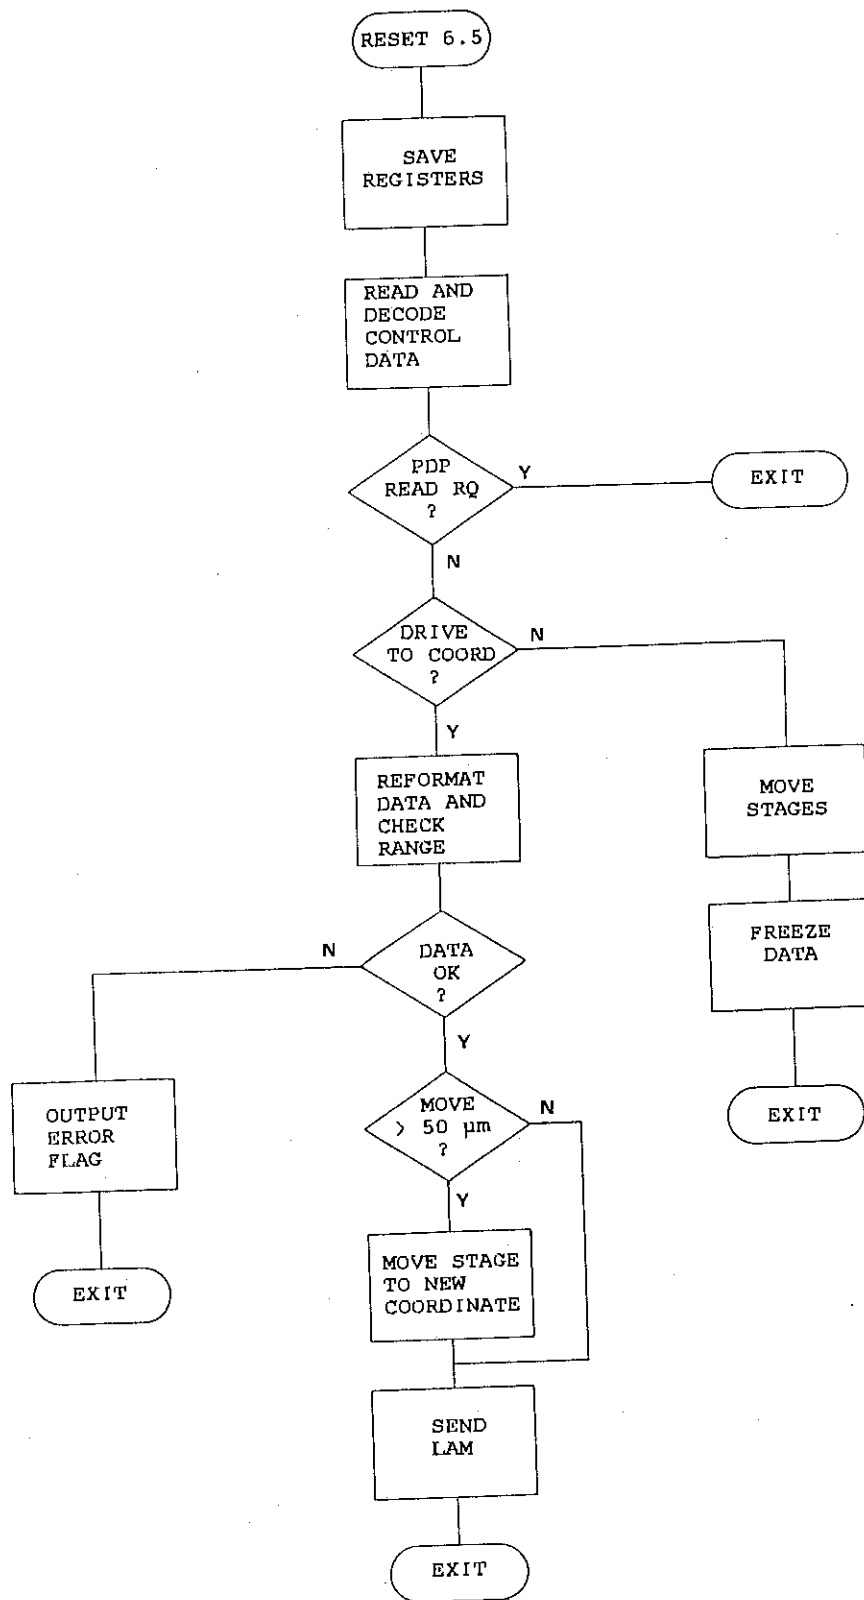 RESET 6.5
SAVE
REGISTERS
READ AND
DECODE
CONTROL
DATA
PDP
READ RQ
?
Y
EXIT
N
DRIVE
TO COORD
?
N
Y
REFORMAT
DATA AND
CHECK
RANGE
MOVE
STAGES
FREEZE
DATA
EXIT
DATA
OK
?
N
Y
OUTPUT
ERROR
FLAG
EXIT
MOVE
> 50 µm
?
N
Y
MOVE STAGE
TO NEW
COORDINATE
SEND
LAM
EXIT